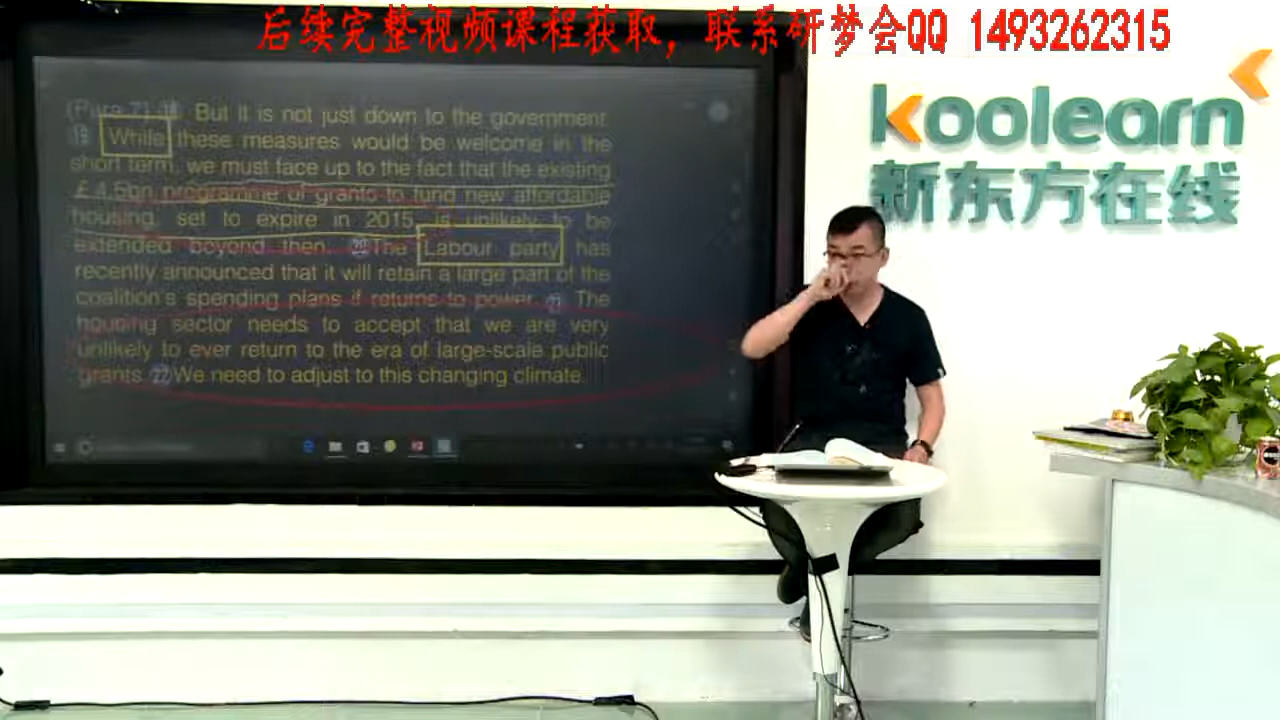 后续完整视频课程获取，联系研梦会QQ 1493262315
koolearn
新东方在线
(Para 7) 18 But it is not just down to the government.
19 While these measures would be welcome in the
short term, we must face up to the fact that the existing
£4.5bn programme of grants to fund new affordable
housing, set to expire in 2015, is unlikely to be
extended beyond then. 20 The Labour party has
recently announced that it will retain a large part of the
coalition's spending plans if returns to power. 21 The
housing sector needs to accept that we are very
unlikely to ever return to the era of large-scale public
grants. 22 We need to adjust to this changing climate.